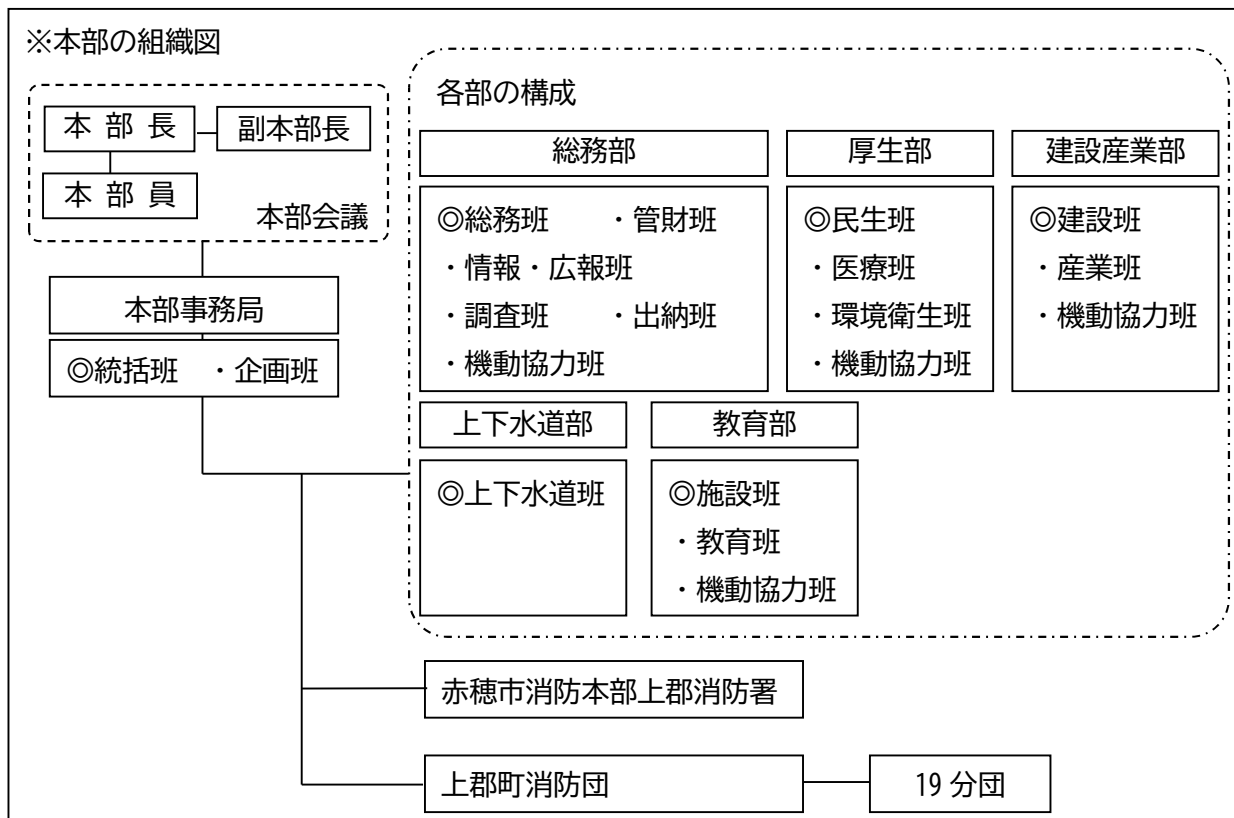 ※本部の組織図
本部長
副本部長
本部員
本部会議
本部事務局
◎統括班 ・企画班
各部の構成
総務部
◎総務班 ・管財班
・情報・広報班
・調査班 ・出納班
・機動協力班
厚生部
◎民生班
・医療班
・環境衛生班
・機動協力班
建設産業部
◎建設班
・産業班
・機動協力班
上下水道部
◎上下水道班
教育部
◎施設班
・教育班
・機動協力班
赤穂市消防本部上郡消防署
上郡町消防団
19分団